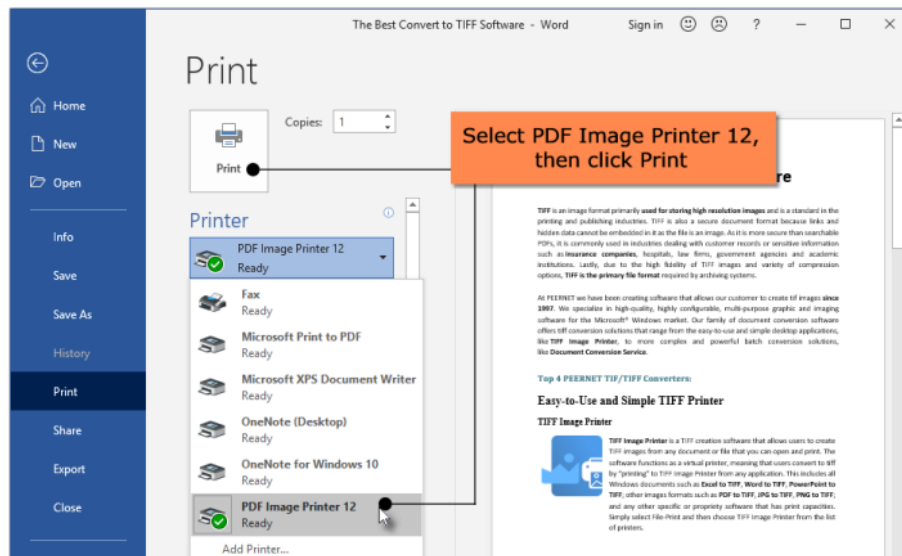 The Best Convert to TIFF Software - Word
Sign in
?
Print
Home
New
Open
Info
Save
Save As
History
Print
Share
Export
Close
Copies: 1
Print
Printer
PDF Image Printer 12
Ready
Fax
Ready
Microsoft Print to PDF
Ready
Microsoft XPS Document Writer
Ready
OneNote (Desktop)
Ready
OneNote for Windows 10
Ready
PDF Image Printer 12
Ready
Add Printer...
Select PDF Image Printer 12,
then click Print
re
TIFF is an image format primarily used for storing high resolution images and is a standard in the
printing and publishing industries. TIFF is also a secure document format because links and
hidden data cannot be embedded in it as the file is an image. As it is more secure than searchable
PDFs, it is commonly used in industries dealing with customer records or sensitive information
such as insurance companies, hospitals, law firms, government agencies and academic
institutions. Lastly, due to the high fidelity of TIFF images and variety of compression
options, TIFF is the primary file format required by archiving systems.
At PEERNET we have been creating software that allows our customer to create tif images since
1997. We specialize in high-quality, highly configurable, multi-purpose graphic and imaging
software for the Microsoft® Windows market. Our family of document conversion software
offers tiff conversion solutions that range from the easy-to-use and simple desktop applications,
like TIFF Image Printer, to more complex and powerful batch conversion solutions,
like Document Conversion Service.
Top 4 PEERNET TIF/TIFF Converters:
Easy-to-Use and Simple TIFF Printer
TIFF Image Printer
TIFF Image Printer is a TIFF creation software that allows users to create
TIFF images from any document or file that you can open and print. The
software functions as a virtual printer, meaning that users convert to tiff
by "printing" to TIFF Image Printer from any application. This includes all
Windows documents such as Excel to TIFF, Word to TIFF, PowerPoint to
TIFF; other images formats such as PDF to TIFF, JPG to TIFF, PNG to TIFF;
and any other specific or propriety software that has print capacities.
Simply select File-Print and then choose TIFF Image Printer from the list
of printers.